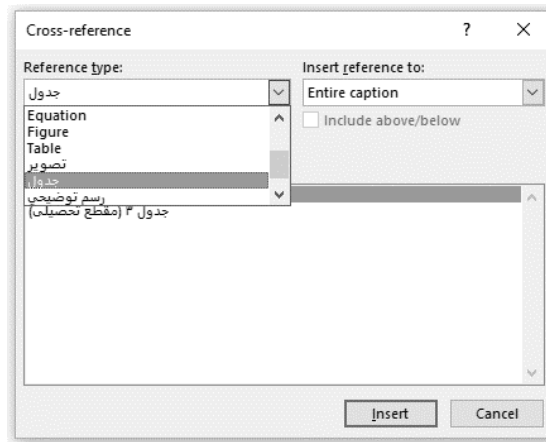 Cross-reference
Reference type:
Insert reference to:
جدول
Entire caption
Equation
Figure
Table
تصویر
جدول
رسم توضیحی
Include above/below
جدول ۳ (مقطع تحصیلی)
Insert
Cancel